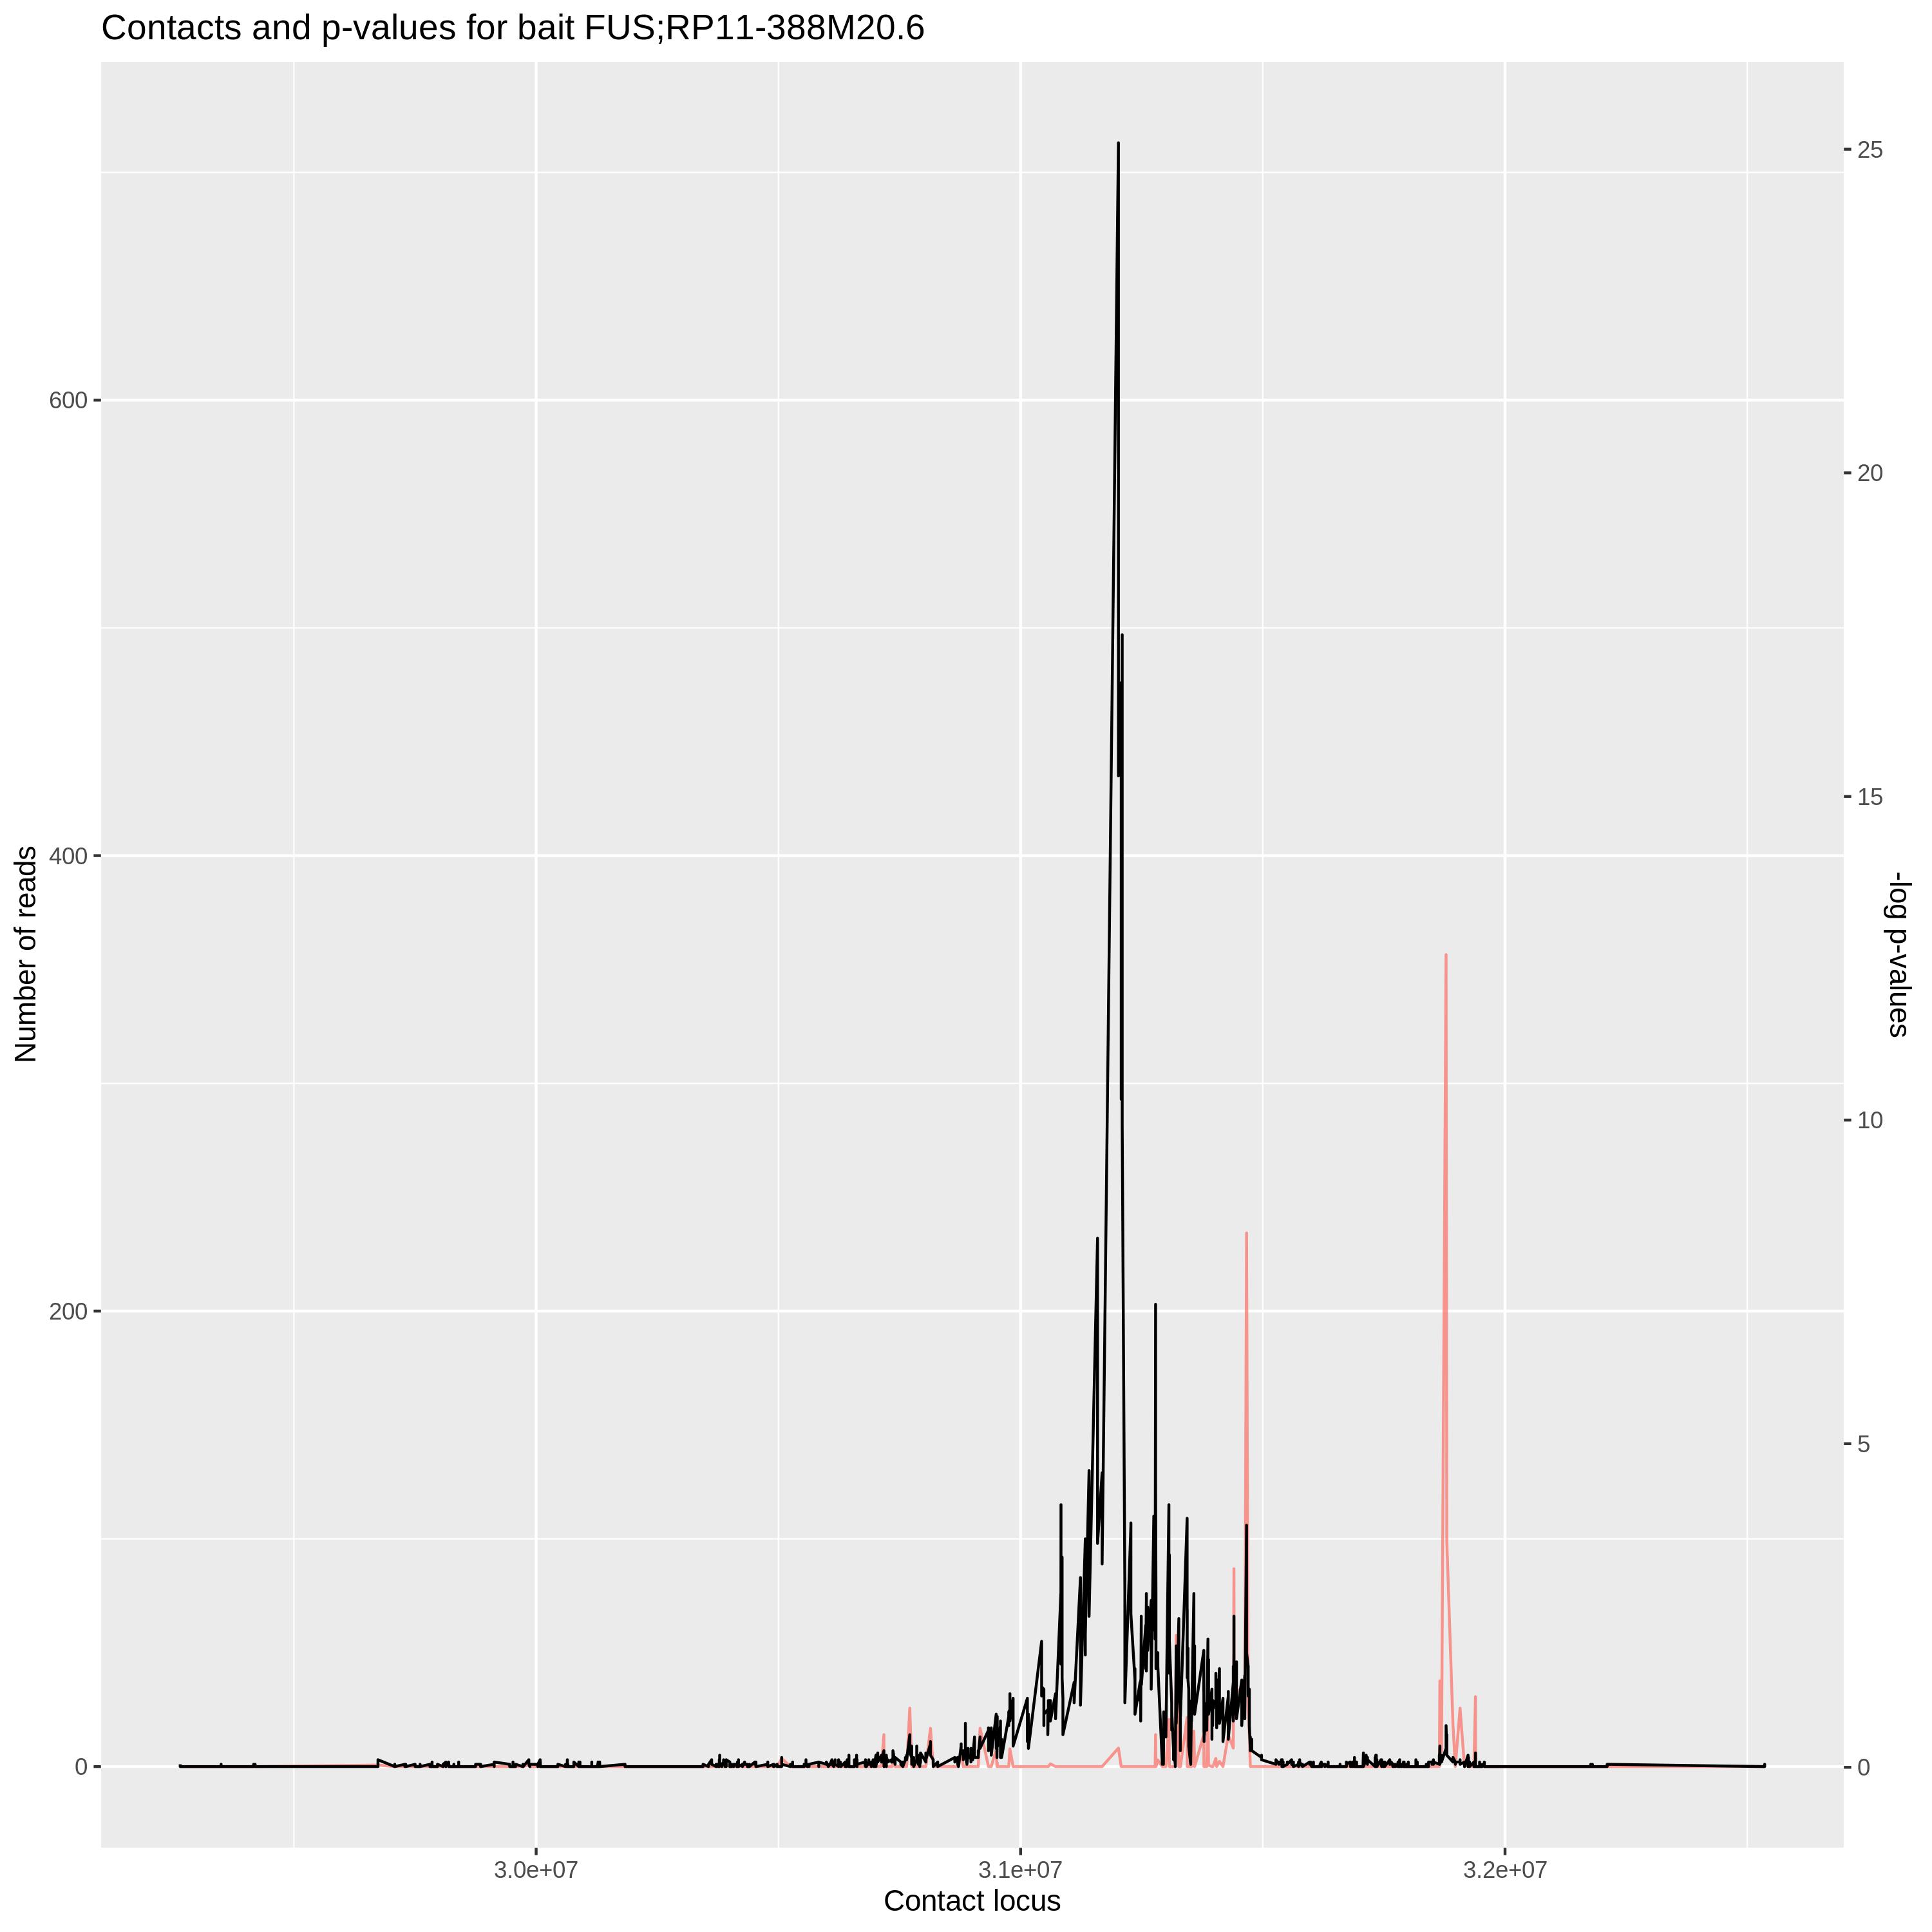 Contacts and p-values for bait FUS;RP11-388M20.6
Number of reads
600
400
200
0
25
20
15
10
5
0
-log p-values
3.0e+07
3.1e+07
3.2e+07
Contact locus